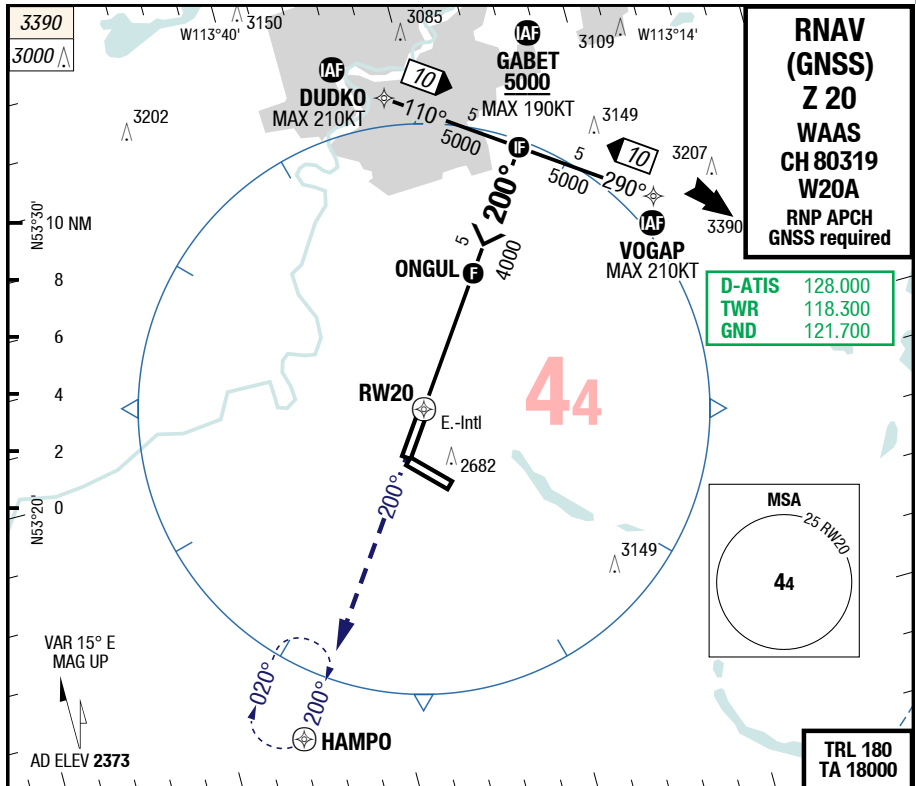 3390
3000
W113°40'
3150
3085
3109
W113°14'
IAF
DUDKO
MAX 210KT
10
IAF
GABET
5000
MAX 190KT
3202
110°
5
5000
IF
3149
10
5
5000
290°
3207
3390
IAF
VOGAP
MAX 210KT
RNAV
(GNSS)
Z 20
WAAS
CH 80319
W20A
RNP APCH
GNSS required
D-ATIS 128.000
TWR 118.300
GND 121.700
N53°30'
10 NM
8
6
4
2
0
N53°20'
200°
5
4000
ONGUL
F
RW20
E.-Intl
44
2682
200°
3149
MSA
25 RW20
44
VAR 15° E
MAG UP
AD ELEV 2373
020°
200°
HAMPO
TRL 180
TA 18000